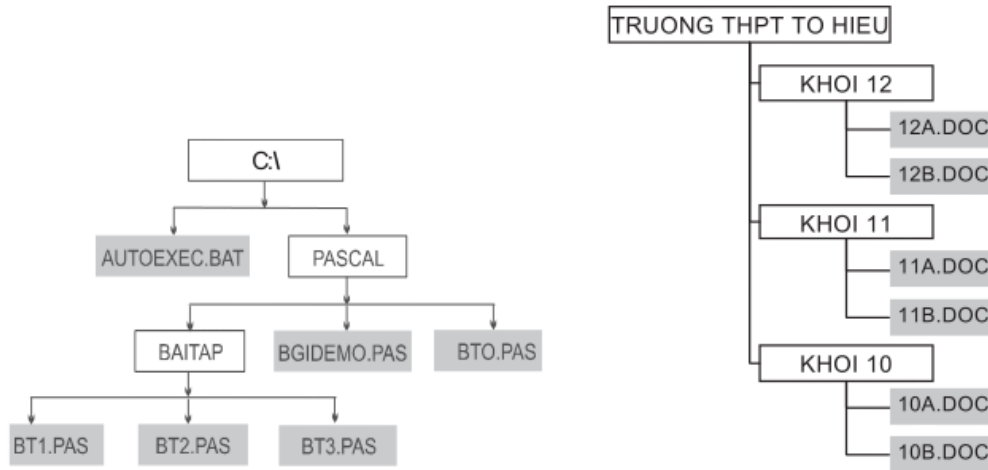 C:\
AUTOEXEC.BAT
PASCAL
BAITAP
BGIDEMO.PAS
BTO.PAS
BT1.PAS
BT2.PAS
BT3.PAS
TRUONG THPT TO HIEU
KHOI 12
12A.DOC
12B.DOC
KHOI 11
11A.DOC
11B.DOC
KHOI 10
10A.DOC
10B.DOC